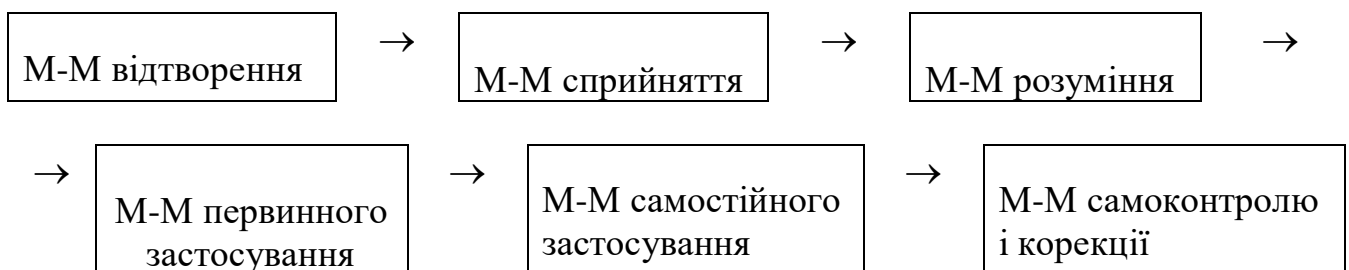 М-М відтворення → М-М сприйняття → М-М розуміння →
→ М-М первинного застосування → М-М самостійного застосування → М-М самоконтролю і корекції